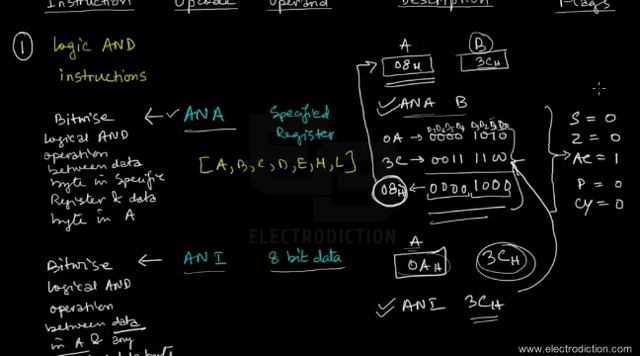 Instruction Opcode Operand Description Flags
① logic AND
instructions
Bitwise ← ✓ ANA Specified
Register
logical AND
operation
between data
byte in Specific
Register & data
byte in A
[A, B, C, D, E, H, L]
A B
08H 3CH
✓ ANA B
D7D6D5D4 D3D2D1D0
0A → 0000 1010
3C → 0011 1100
08H ← 0000, 1000
S = 0
Z = 0
AC = 1
P = 0
CY = 0
ELECTRODICTION
Bitwise ← ANI 8 bit data
logical AND
operation
between data
in A & any
A
0AH 3CH
✓ ANI 3CH
www.electrodiction.com